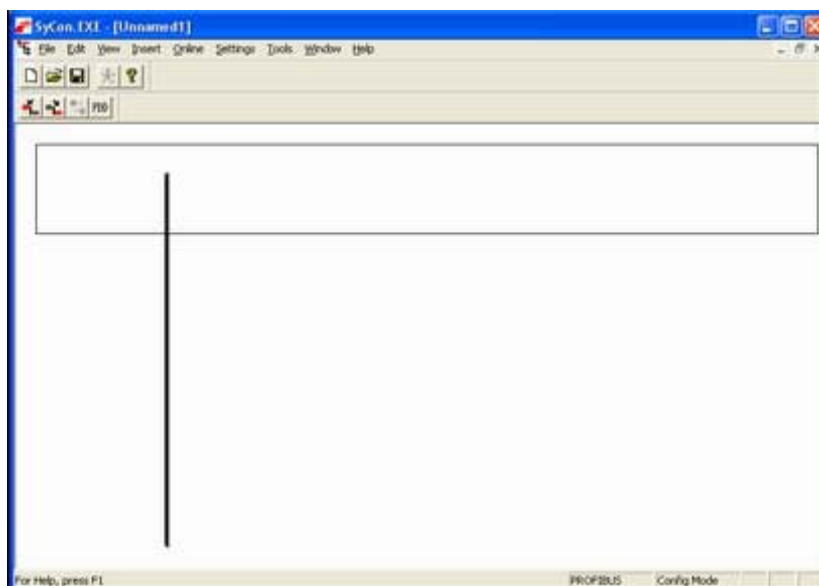 SyCon.EXE - [Unnamed1]
File Edit View Insert Online Settings Tools Window Help
For Help, press F1 PROFIBUS Config Mode